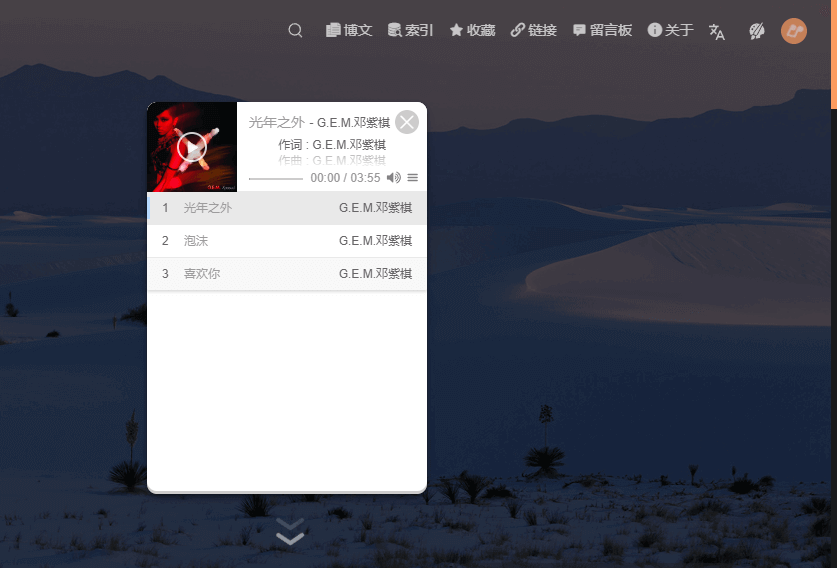 博文 索引 收藏 链接 留言板 关于
光年之外 - G.E.M.邓紫棋
作词 : G.E.M.邓紫棋
作曲 : G.E.M 邓紫棋
00:00 / 03:55
1 光年之外 G.E.M.邓紫棋
2 泡沫 G.E.M.邓紫棋
3 喜欢你 G.E.M.邓紫棋